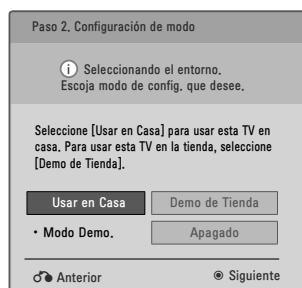 Paso 2. Configuración de modo
i Seleccionando el entorno.
Escoja modo de config. que desee.
Seleccione [Usar en Casa] para usar esta TV en
casa. Para usar esta TV en la tienda, seleccione
[Demo de Tienda].
Usar en Casa Demo de Tienda
• Modo Demo. Apagado
Anterior ◉ Siguiente